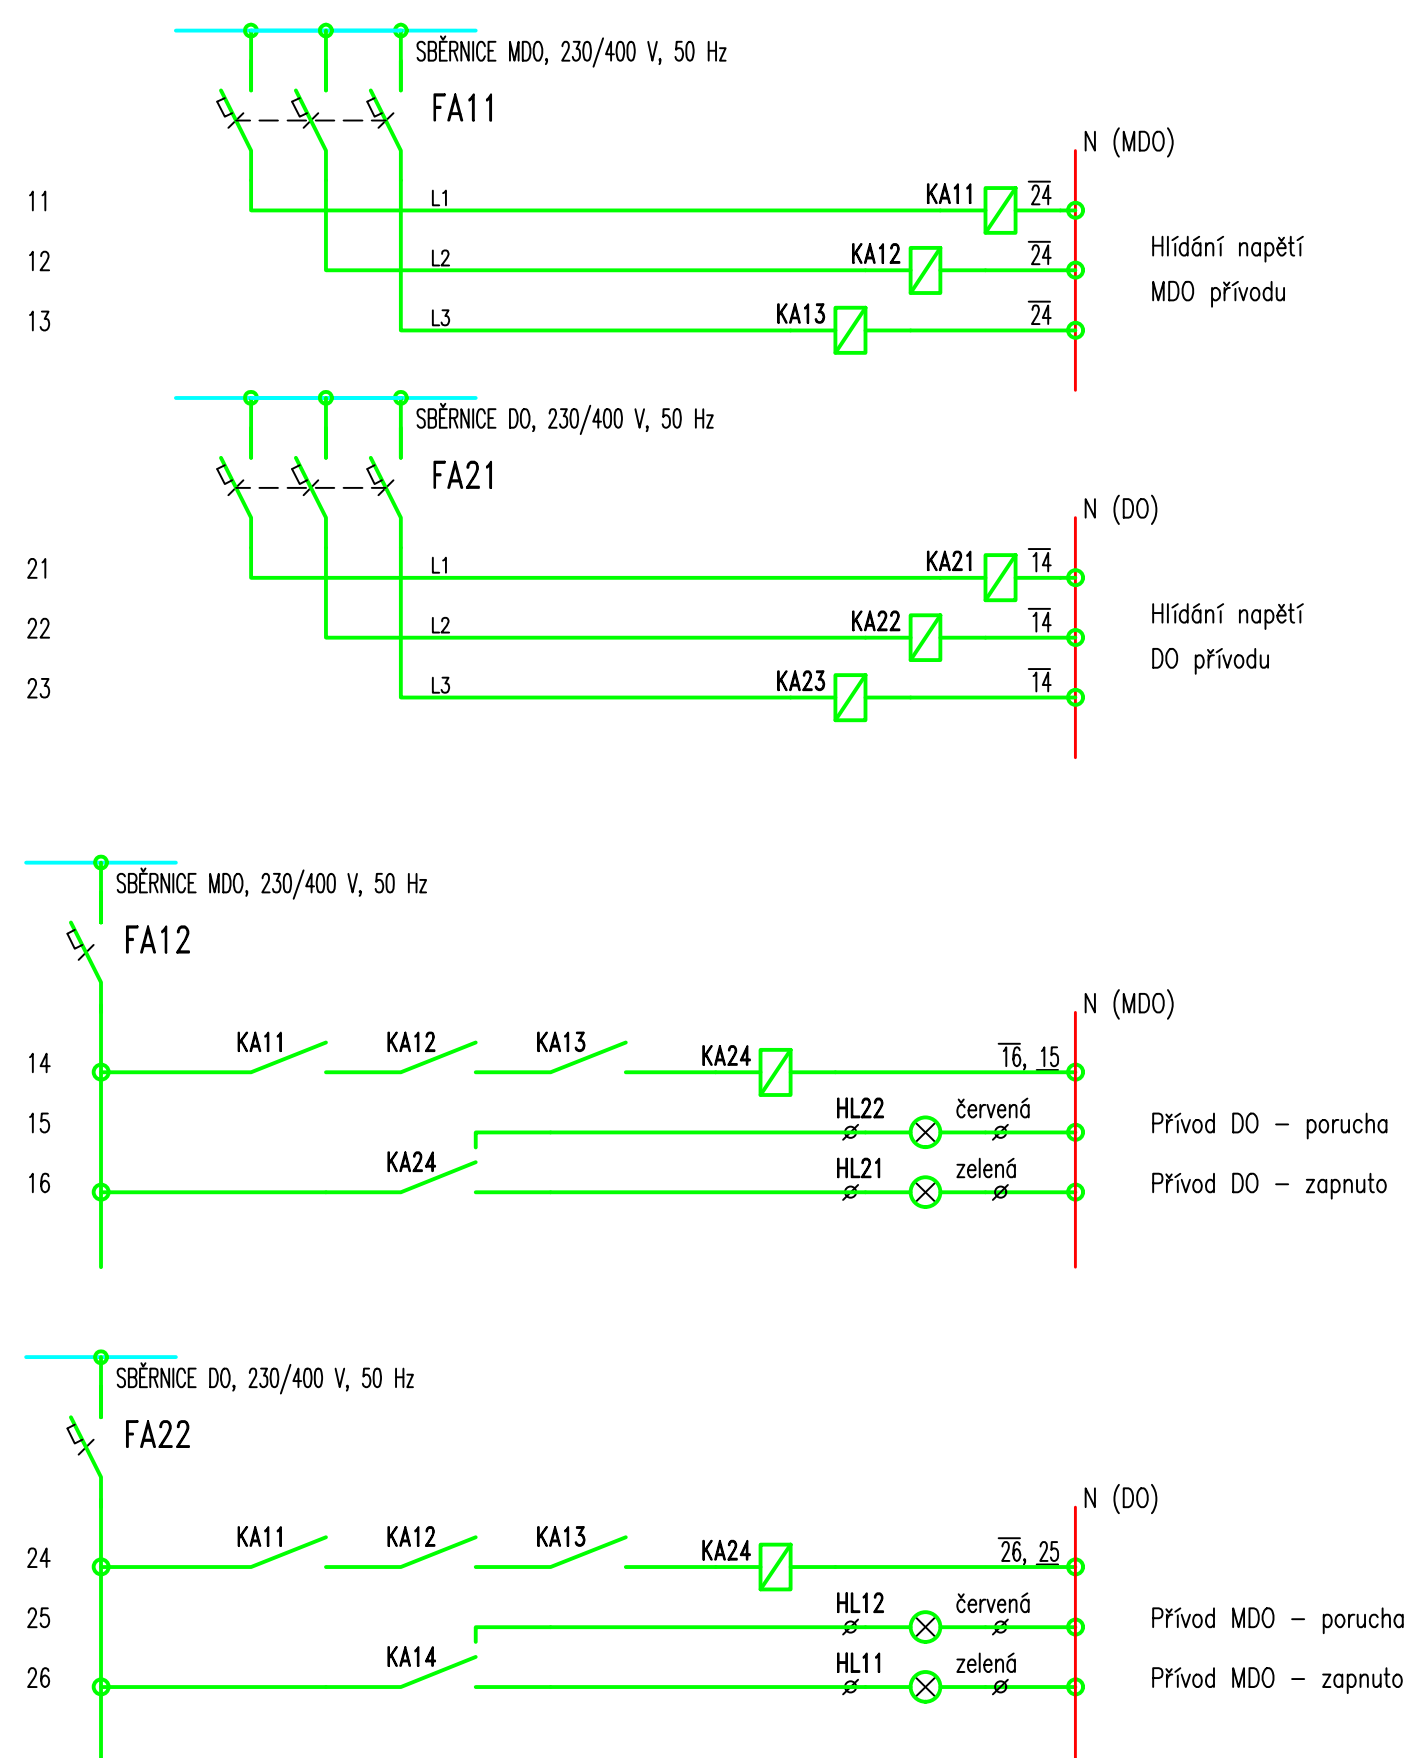 SBĚRNICE MDO, 230/400 V, 50 Hz
FA11
N (MDO)
11 L1 KA11 24
12 L2 KA12 24
13 L3 KA13 24
Hlídání napětí
MDO přívodu
SBĚRNICE DO, 230/400 V, 50 Hz
FA21
N (DO)
21 L1 KA21 14
22 L2 KA22 14
23 L3 KA23 14
Hlídání napětí
DO přívodu
SBĚRNICE MDO, 230/400 V, 50 Hz
FA12
N (MDO)
14 KA11 KA12 KA13 KA24 16, 15
15 HL22 červená Přívod DO – porucha
16 KA24 HL21 zelená Přívod DO – zapnuto
SBĚRNICE DO, 230/400 V, 50 Hz
FA22
N (DO)
24 KA11 KA12 KA13 KA24 26, 25
25 HL12 červená Přívod MDO – porucha
26 KA14 HL11 zelená Přívod MDO – zapnuto